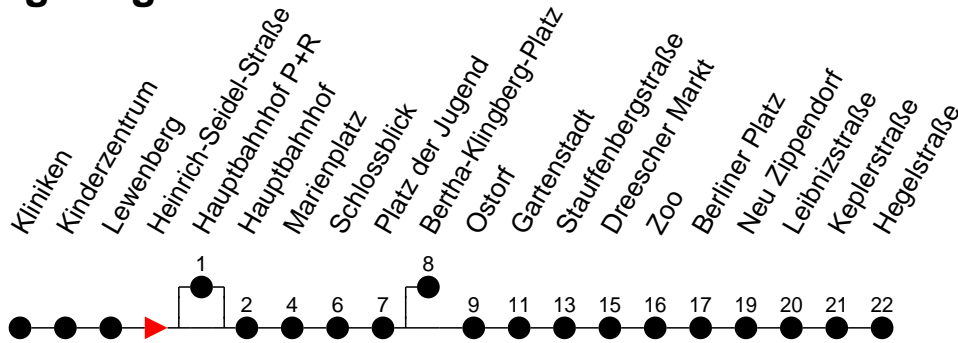 Kliniken
Kinderzentrum
Lewenberg
Heinrich-Seidel-Straße
Hauptbahnhof P+R
Hauptbahnhof
Marienplatz
Schlossblick
Platz der Jugend
Bertha-Klingberg-Platz
Ostorf
Gartenstadt
Stauffenbergstraße
Dreescher Markt
Zoo
Berliner Platz
Neu Zippendorf
Leibnizstraße
Keplerstraße
Hegelstraße
1 8
2 4 6 7 9 11 13 15 16 17 19 20 21 22